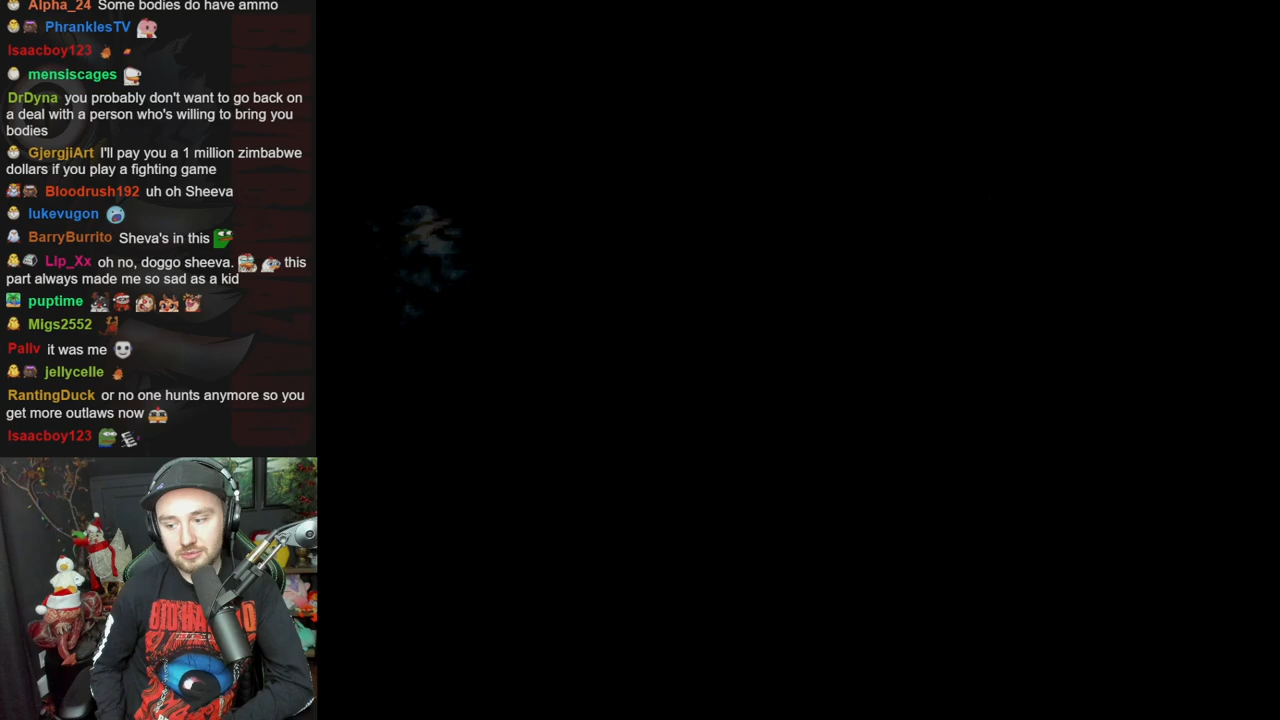 Alpha_24 Some bodies do have ammo
PhranklesTV
Isaacboy123
mensiscages
DrDyna you probably don't want to go back on
a deal with a person who's willing to bring you
bodies
GjergjiArt I'll pay you a 1 million zimbabwe
dollars if you play a fighting game
Bloodrush192 uh oh Sheeva
lukevugon
BarryBurrito Sheva's in this
Lip_Xx oh no, doggo sheeva. this
part always made me so sad as a kid
puptime
Migs2552
Pallv it was me
jellycelle
RantingDuck or no one hunts anymore so you
get more outlaws now
Isaacboy123